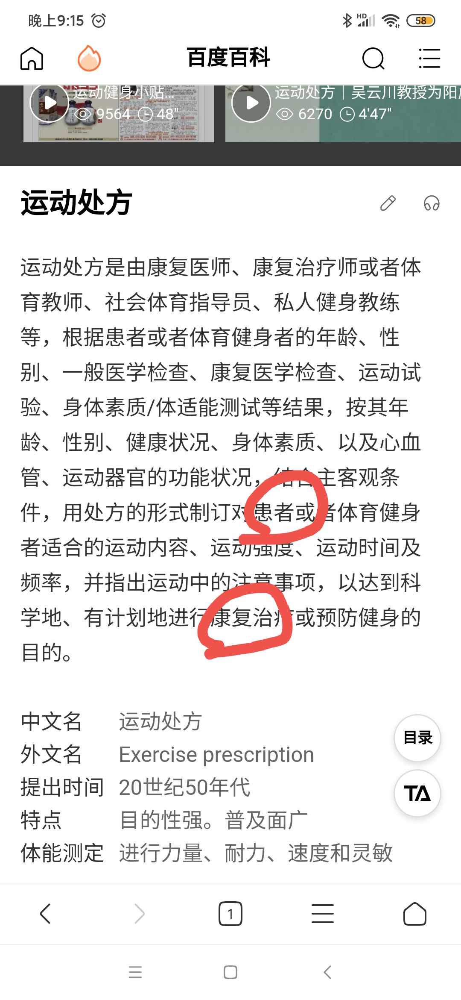 晚上9:15
HD
58
百度百科
运动健身小贴...
9564 48"
运动处方｜吴云川教授为阳
6270 4'47"
运动处方
运动处方是由康复医师、康复治疗师或者体
育教师、社会体育指导员、私人健身教练
等，根据患者或者体育健身者的年龄、性
别、一般医学检查、康复医学检查、运动试
验、身体素质/体适能测试等结果，按其年
龄、性别、健康状况、身体素质、以及心血
管、运动器官的功能状况，结合主客观条
件，用处方的形式制订对患者或者体育健身
者适合的运动内容、运动强度、运动时间及
频率，并指出运动中的注意事项，以达到科
学地、有计划地进行康复治疗或预防健身的
目的。
中文名 运动处方
外文名 Exercise prescription
提出时间 20世纪50年代
特点 目的性强。普及面广
体能测定 进行力量、耐力、速度和灵敏
目录
TA
1